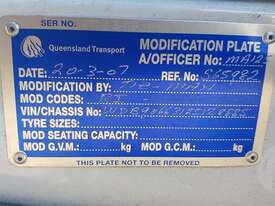 SER NO.
Queensland Transport
MODIFICATION PLATE
A/OFFICER No:
DATE: 20-3-07
REF. No:
MODIFICATION BY:
MOD CODES:
VIN/CHASSIS No:
TYRE SIZES:
MOD SEATING CAPACITY:
MOD G.V.M: kg MOD G.C.M: kg
THIS PLATE NOT TO BE REMOVED